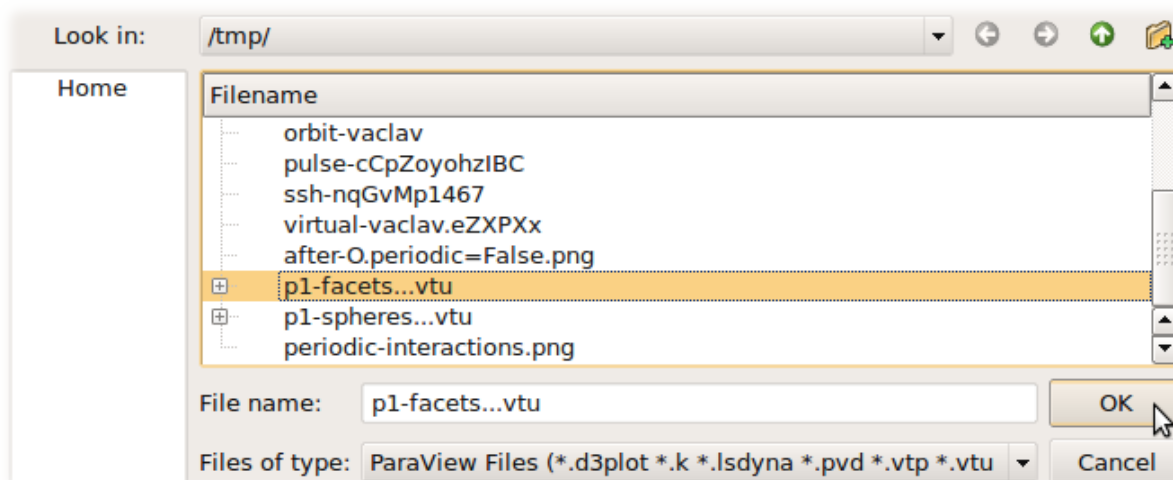 Look in: /tmp/
Home
Filename
orbit-vaclav
pulse-cCpZoyohzIBC
ssh-nqGvMp1467
virtual-vaclav.eZXPXx
after-O.periodic=False.png
p1-facets...vtu
p1-spheres...vtu
periodic-interactions.png
File name: p1-facets...vtu OK
Files of type: ParaView Files (*.d3plot *.k *.lsdyna *.pvd *.vtp *.vtu Cancel